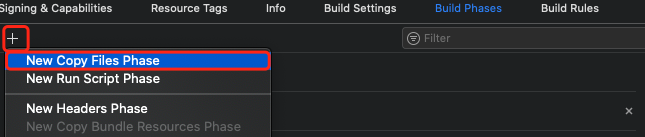 Signing & Capabilities Resource Tags Info Build Settings Build Phases Build Rules
+ Filter
New Copy Files Phase
New Run Script Phase
New Headers Phase
New Copy Bundle Resources Phase